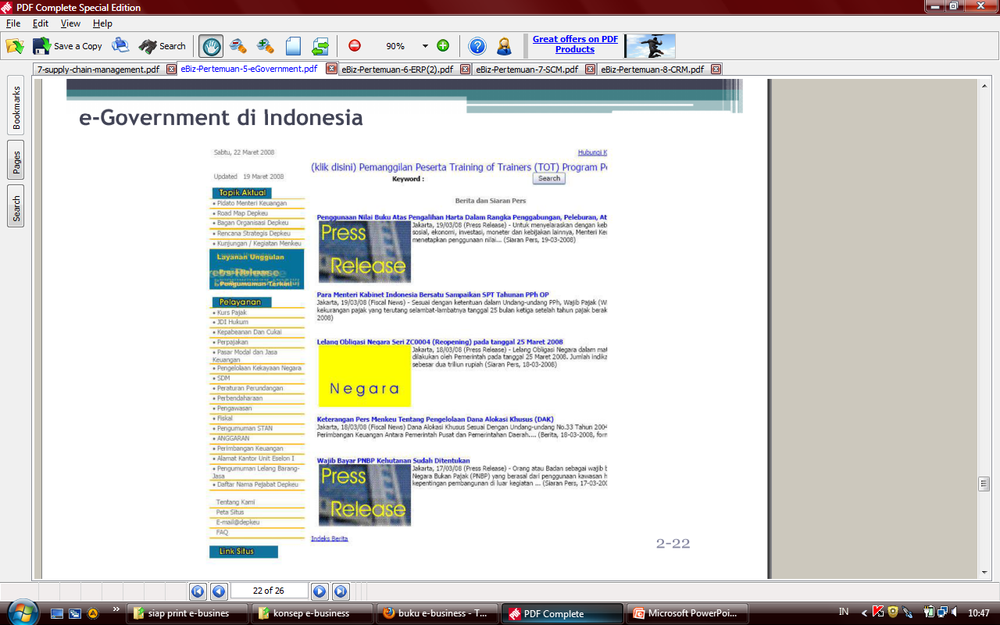 PDF Complete Special Edition
File Edit View Help
Save a Copy Search 90% Great offers on PDF
Products
7-supply-chain-management.pdf eBiz-Pertemuan-5-eGovernment.pdf eBiz-Pertemuan-6-ERP(2).pdf eBiz-Pertemuan-7-SCM.pdf eBiz-Pertemuan-8-CRM.pdf
Bookmarks
Pages
Search
e-Government di Indonesia
Sabtu, 22 Maret 2008
Hubungi K
(klik disini) Pemanggilan Peserta Training of Trainers (TOT) Program P
Updated 19 Maret 2008
Keyword : Search
Topik Aktual
• Pidato Menteri Keuangan
• Road Map Depkeu
• Bagan Organisasi Depkeu
• Rencana Strategis Depkeu
• Kunjungan / Kegiatan Menkeu
Layanan Unggulan
Pelayanan
• Kurs Pajak
• JDI Hukum
• Kepabeanan Dan Cukai
• Perpajakan
• Pasar Modal dan Jasa
Keuangan
• Pengelolaan Kekayaan Negara
• SDM
• Peraturan Perundangan
• Perbendaharaan
• Pengawasan
• Fiskal
• Pengumuman STAN
• ANGGARAN
• Perimbangan Keuangan
• Alamat Kantor Unit Eselon I
• Pengumuman Lelang Barang-
Jasa
• Daftar Nama Pejabat Depkeu
Tentang Kami
Peta Situs
E-mail@depkeu
FAQ
Link Situs
Berita dan Siaran Pers
Penggunaan Nilai Buku Atas Pengalihan Harta Dalam Rangka Penggabungan, Peleburan, At
Press
Release
Jakarta, 19/03/08 (Press Release) - Untuk menyelaraskan dengan keb
sosial, ekonomi, investasi, moneter dan kebijakan lainnya, Menteri Ke
menetapkan penggunaan nilai... (Siaran Pers, 19-03-2008)
Para Menteri Kabinet Indonesia Bersatu Sampaikan SPT Tahunan PPh OP
Jakarta, 19/03/08 (Fiscal News) - Sesuai dengan ketentuan dalam Undang-undang PPh, Wajib Pajak (W
kekurangan pajak yang terutang selambat-lambatnya tanggal 25 bulan ketiga setelah tahun pajak berak
2008)
Lelang Obligasi Negara Seri ZC0004 (Reopening) pada tanggal 25 Maret 2008
Negara
Jakarta, 18/03/08 (Press Release) - Lelang Obligasi Negara dalam mat
dilakukan oleh Pemerintah pada tanggal 25 Maret 2008. Jumlah indik
sebesar dua triliun rupiah (Siaran Pers, 18-03-2008)
Keterangan Pers Menkeu Tentang Pengelolaan Dana Alokasi Khusus (DAK)
Jakarta, 18/03/08 (Fiscal News) Dana Alokasi Khusus Sesuai Dengan Undang-undang No.33 Tahun 2004
Perimbangan Keuangan Antara Pemerintah Pusat dan Pemerintahan Daerah.... (Berita, 18-03-2008, for
Wajib Bayar PNBP Kehutanan Sudah Ditentukan
Press
Release
Jakarta, 17/03/08 (Press Release) - Orang atau Badan sebagai wajib b
Negara Bukan Pajak (PNBP) yang berasal dari penggunaan kawasan h
kepentingan pembangunan di luar kegiatan ... (Siaran Pers, 17-03-200
Indeks Berita
2-22
22 of 26
siap print e-busines konsep e-business buku e-business - T... PDF Complete Microsoft PowerPoi... IN 10:47